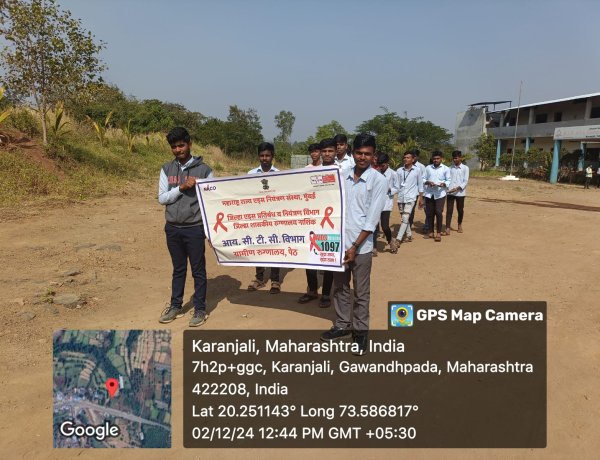 NACO
महाराष्ट्र राज्य एड्स नियंत्रण संस्था, मुंबई
जिल्हा एड्स प्रतिबंध व नियंत्रण विभाग
जिल्हा शासकीय रुग्णालय नाशिक
आय. सी. टी. सी. विभाग
ग्रामीण रुग्णालय, पेठ
1097
GPS Map Camera
Karanjali, Maharashtra, India
7h2p+ggc, Karanjali, Gawandhpada, Maharashtra
422208, India
Lat 20.251143° Long 73.586817°
02/12/24 12:44 PM GMT +05:30
Google